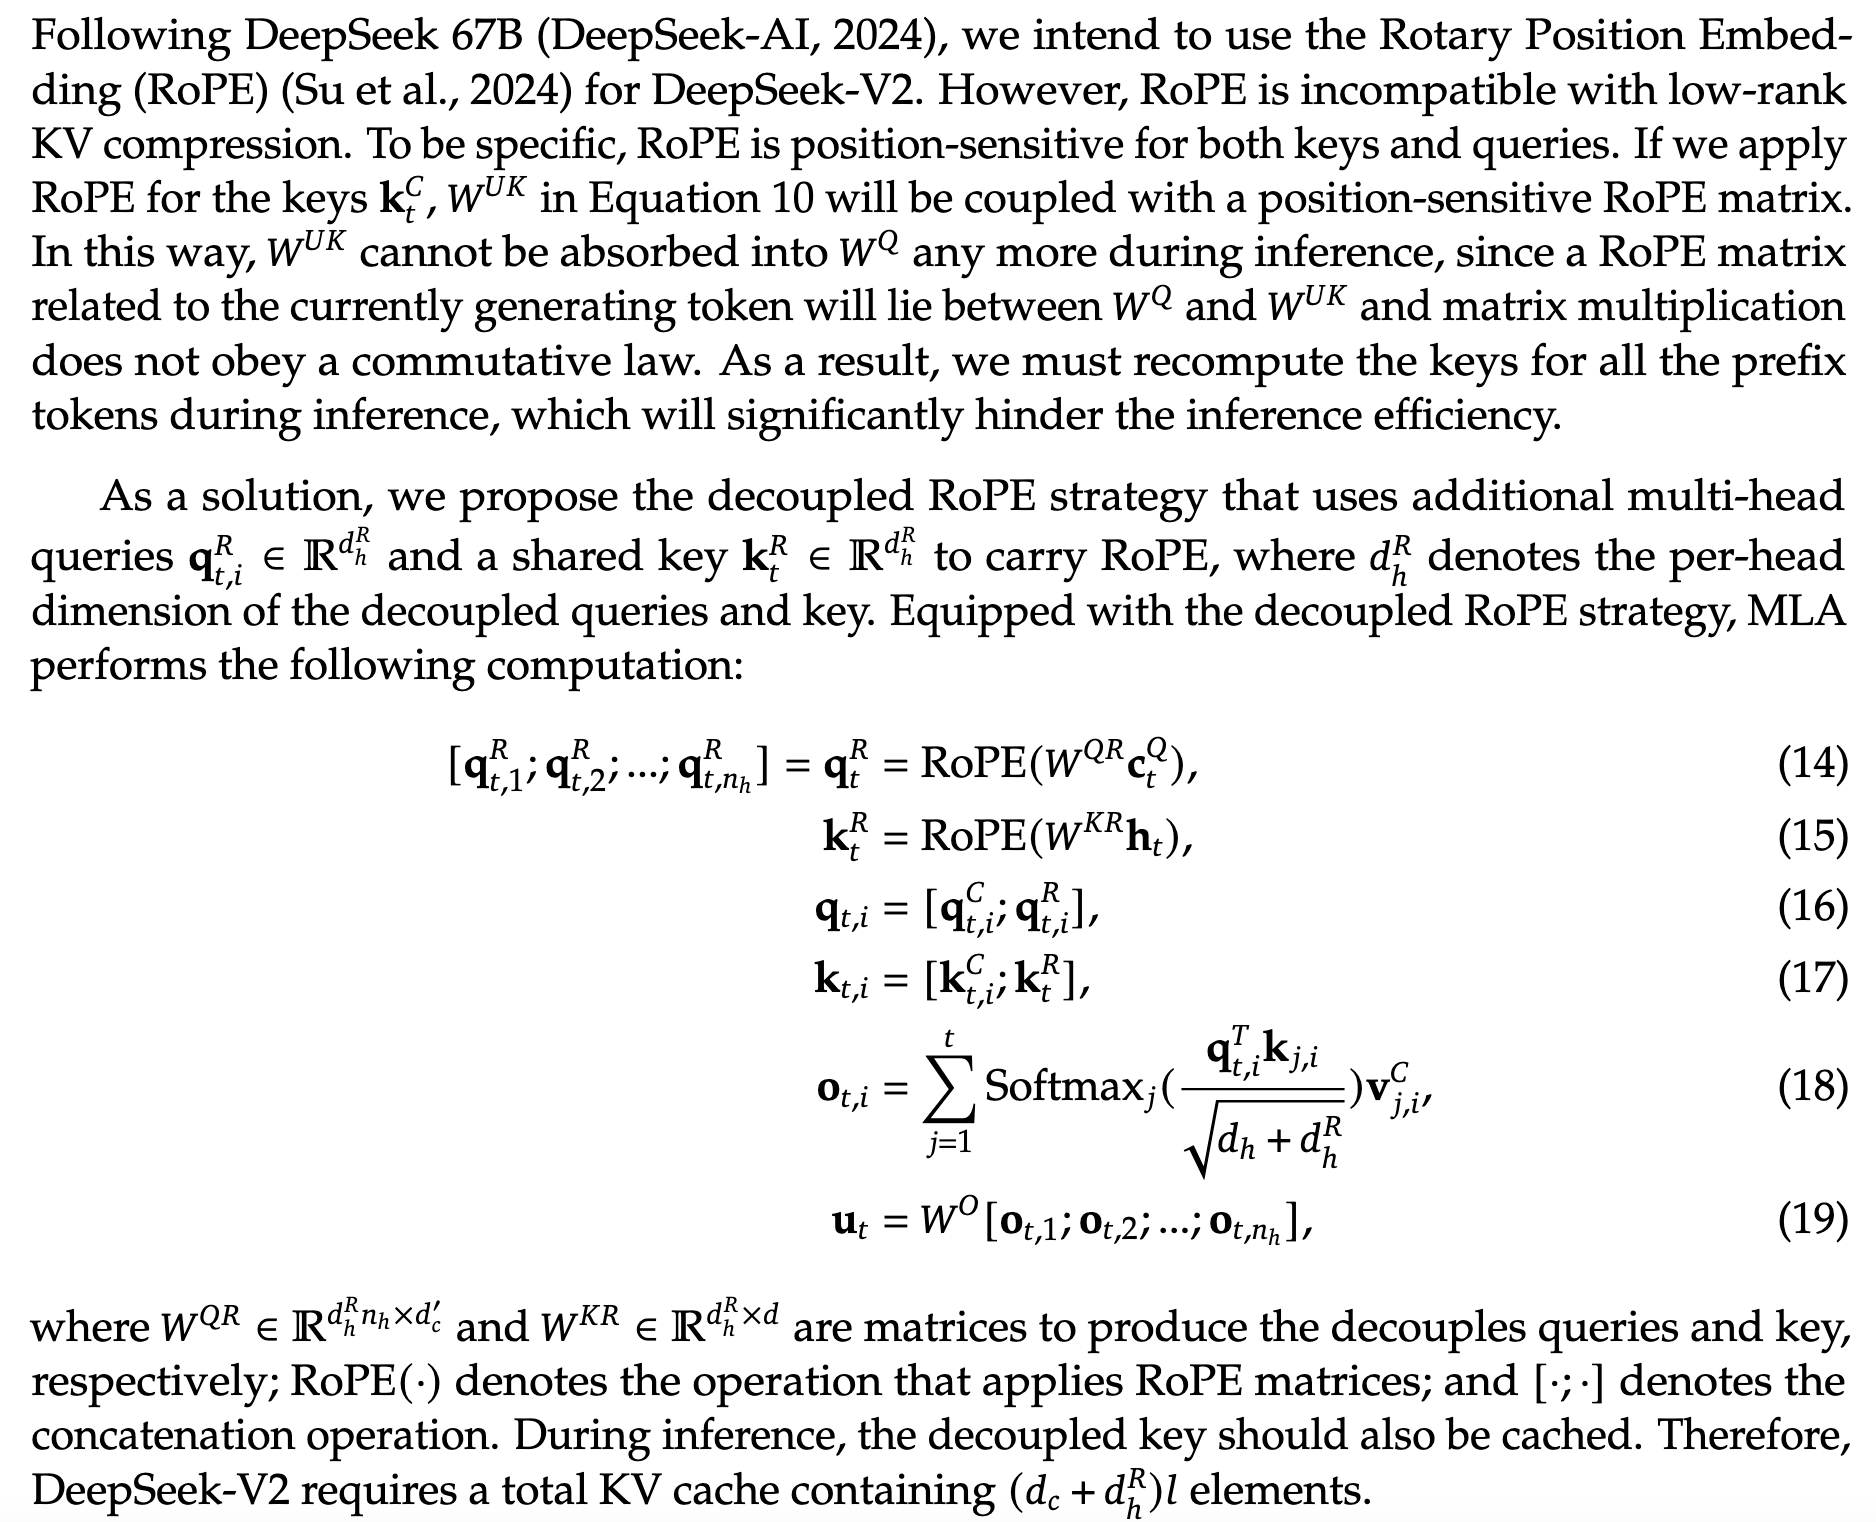 Following DeepSeek 67B (DeepSeek-AI, 2024), we intend to use the Rotary Position Embed-
ding (RoPE) (Su et al., 2024) for DeepSeek-V2. However, RoPE is incompatible with low-rank
KV compression. To be specific, RoPE is position-sensitive for both keys and queries. If we apply
RoPE for the keys $\mathbf{k}_t^C$, $W^{UK}$ in Equation 10 will be coupled with a position-sensitive RoPE matrix.
In this way, $W^{UK}$ cannot be absorbed into $W^Q$ any more during inference, since a RoPE matrix
related to the currently generating token will lie between $W^Q$ and $W^{UK}$ and matrix multiplication
does not obey a commutative law. As a result, we must recompute the keys for all the prefix
tokens during inference, which will significantly hinder the inference efficiency.
As a solution, we propose the decoupled RoPE strategy that uses additional multi-head
queries $\mathbf{q}_{t,i}^R \in \mathbb{R}^{d_h^R}$ and a shared key $\mathbf{k}_t^R \in \mathbb{R}^{d_h^R}$ to carry RoPE, where $d_h^R$ denotes the per-head
dimension of the decoupled queries and key. Equipped with the decoupled RoPE strategy, MLA
performs the following computation:
$[\mathbf{q}_{t,1}^R; \mathbf{q}_{t,2}^R; ...; \mathbf{q}_{t,n_h}^R] = \mathbf{q}_t^R = \text{RoPE}(W^{QR}\mathbf{c}_t^Q),$ (14)
$\mathbf{k}_t^R = \text{RoPE}(W^{KR}\mathbf{h}_t),$ (15)
$\mathbf{q}_{t,i} = [\mathbf{q}_{t,i}^C; \mathbf{q}_{t,i}^R],$ (16)
$\mathbf{k}_{t,i} = [\mathbf{k}_{t,i}^C; \mathbf{k}_t^R],$ (17)
$\mathbf{o}_{t,i} = \sum_{j=1}^{t} \text{Softmax}_j(\frac{\mathbf{q}_{t,i}^T \mathbf{k}_{j,i}}{\sqrt{d_h + d_h^R}})\mathbf{v}_{j,i}^C,$ (18)
$\mathbf{u}_t = W^O[\mathbf{o}_{t,1}; \mathbf{o}_{t,2}; ...; \mathbf{o}_{t,n_h}],$ (19)
where $W^{QR} \in \mathbb{R}^{d_h^R n_h \times d_c'}$ and $W^{KR} \in \mathbb{R}^{d_h^R \times d}$ are matrices to produce the decouples queries and key,
respectively; RoPE(·) denotes the operation that applies RoPE matrices; and [·; ·] denotes the
concatenation operation. During inference, the decoupled key should also be cached. Therefore,
DeepSeek-V2 requires a total KV cache containing $(d_c + d_h^R)l$ elements.